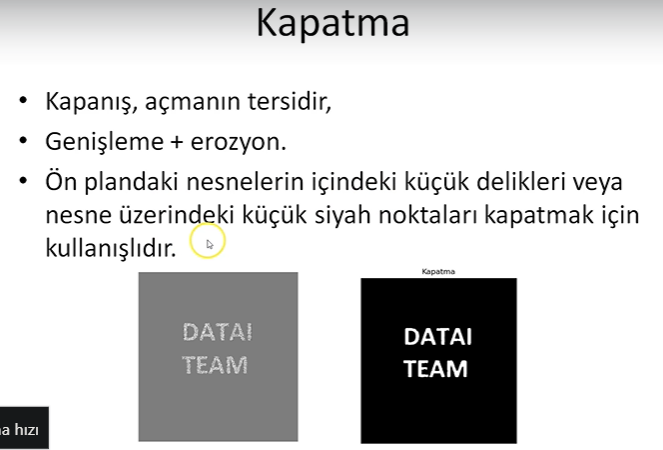 Kapatma
• Kapanış, açmanın tersidir,
• Genişleme + erozyon.
• Ön plandaki nesnelerin içindeki küçük delikleri veya
nesne üzerindeki küçük siyah noktaları kapatmak için
kullanışlıdır.
Kapatma
DATAI
TEAM
DATAI
TEAM
a hızı